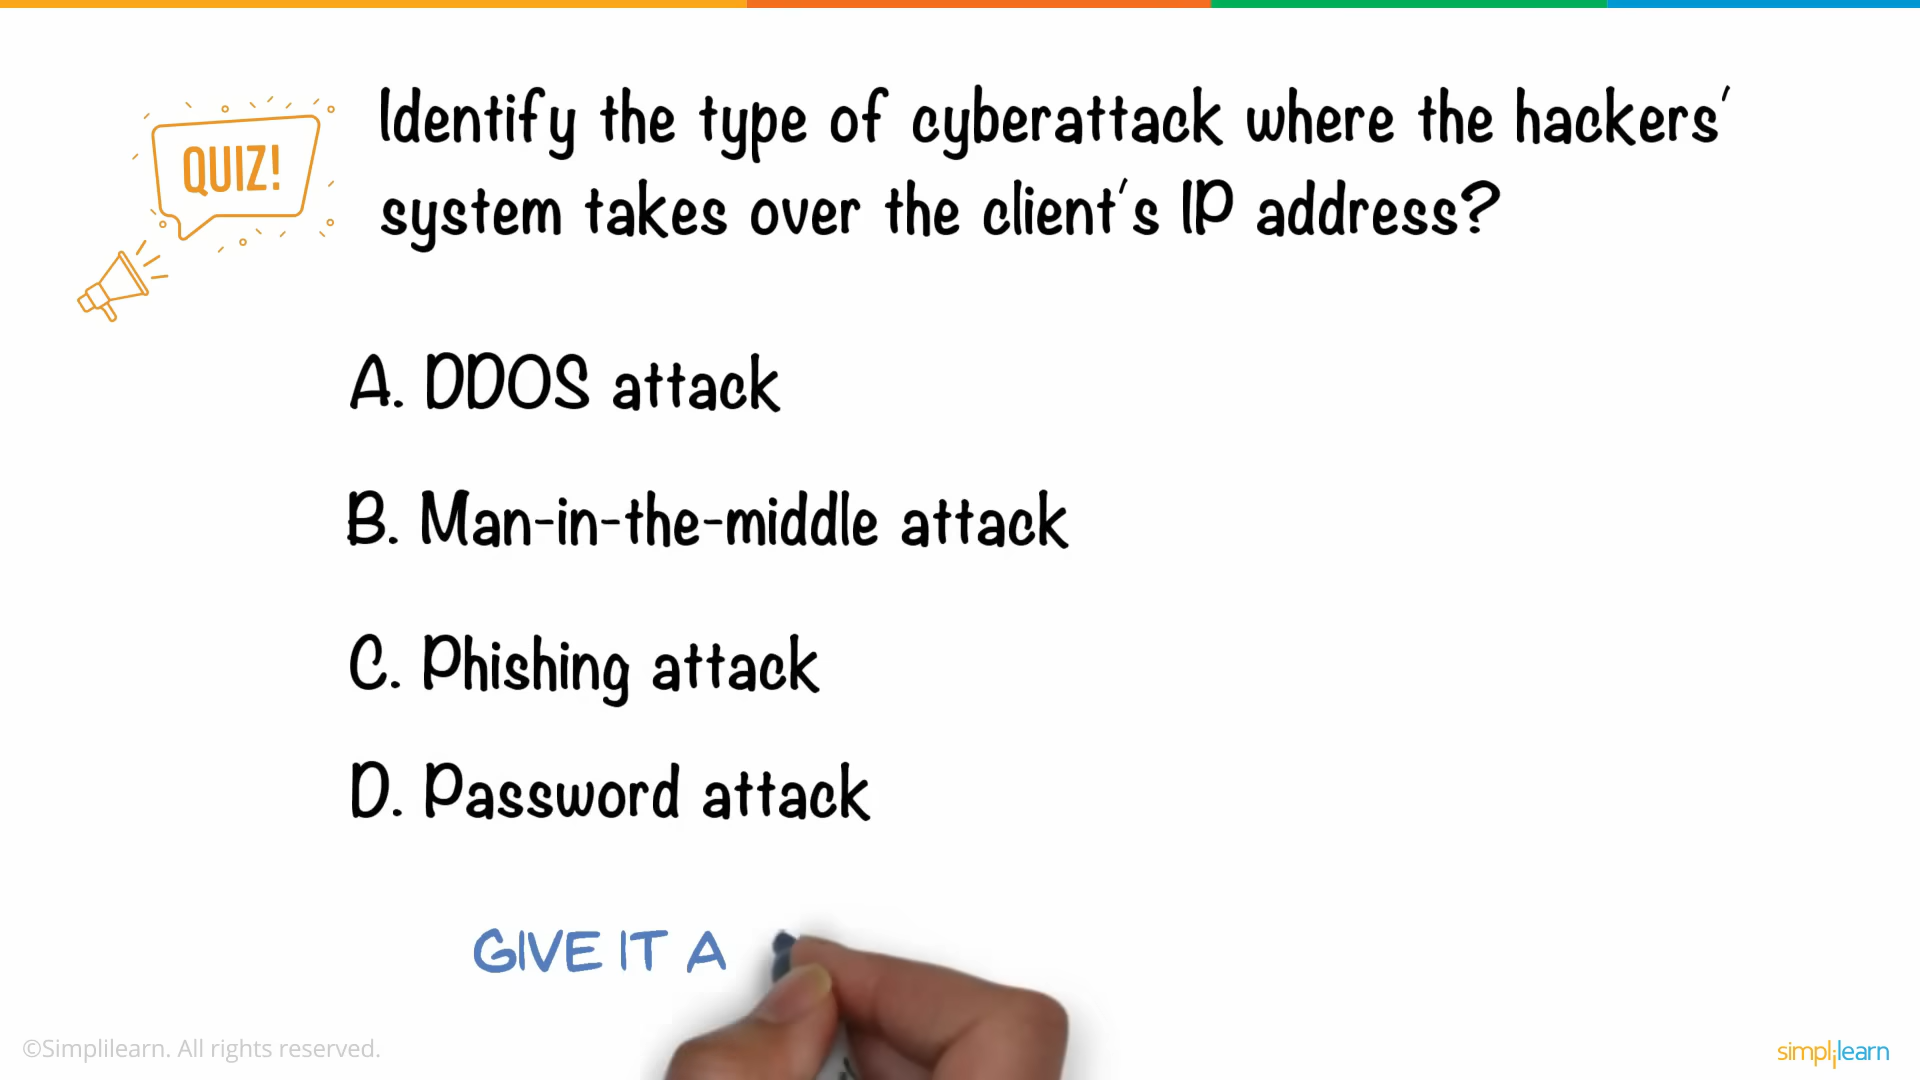 QUIZ!
Identify the type of cyberattack where the hackers'
system takes over the client's IP address?
A. DDOS attack
B. Man-in-the-middle attack
C. Phishing attack
D. Password attack
GIVE IT A
©Simplilearn. All rights reserved.
simplilearn